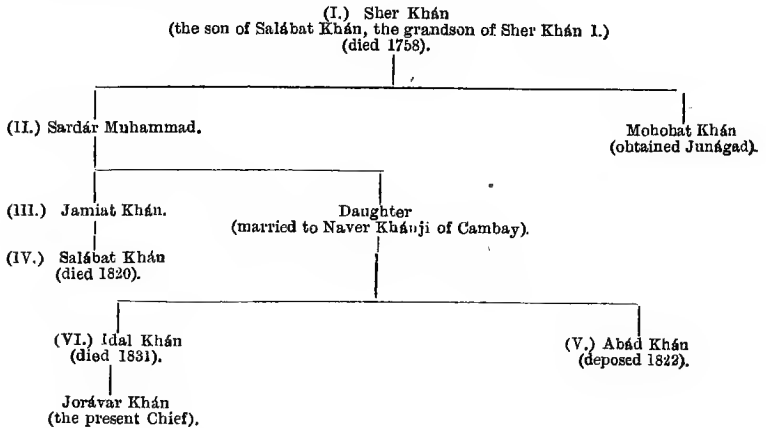 (I.) Sher Khán
(the son of Salábat Khán, the grandson of Sher Khán I.)
(died 1758).
(II.) Sardár Muhammad.
Mohobat Khán
(obtained Junágad).
(III.) Jamiat Khán.
Daughter
(married to Naver Khánji of Cambay).
(IV.) Salábat Khán
(died 1820).
(VI.) Idal Khán
(died 1831).
(V.) Abád Khán
(deposed 1822).
Jorávar Khán
(the present Chief).